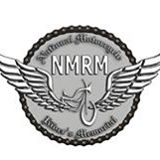 National Motorcycle
NMRM
Rider's Memorial